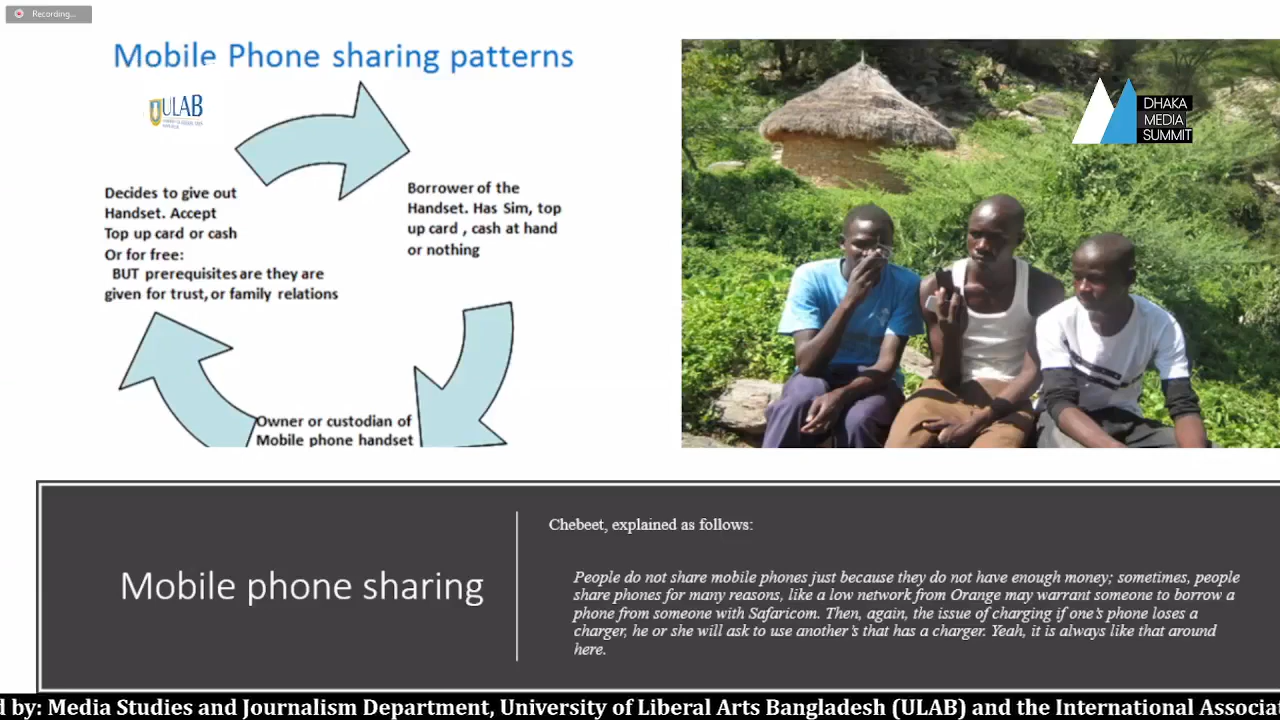 Recording...
Mobile Phone sharing patterns
ULAB
DHAKA
MEDIA
SUMMIT
Decides to give out
Handset. Accept
Top up card or cash
Or for free:
BUT prerequisites are they are
given for trust, or family relations
Borrower of the
Handset. Has Sim, top
up card , cash at hand
or nothing
Owner or custodian of
Mobile phone handset
Mobile phone sharing
Chebeet, explained as follows:
People do not share mobile phones just because they do not have enough money; sometimes, people
share phones for many reasons, like a low network from Orange may warrant someone to borrow a
phone from someone with Safaricom. Then, again, the issue of charging if one's phone loses a
charger, he or she will ask to use another's that has a charger. Yeah, it is always like that around
here.
d by: Media Studies and Journalism Department, University of Liberal Arts Bangladesh (ULAB) and the International Associa